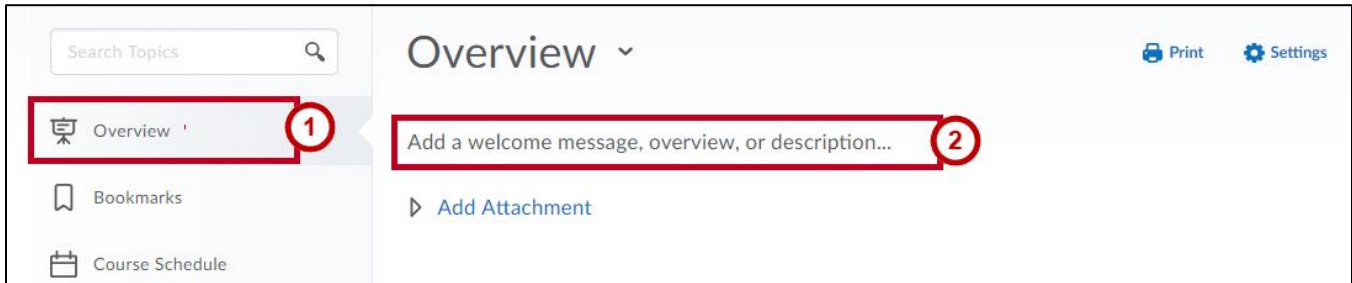 Search Topics
Overview
1
Bookmarks
Course Schedule
Overview
Print
Settings
Add a welcome message, overview, or description...
2
Add Attachment